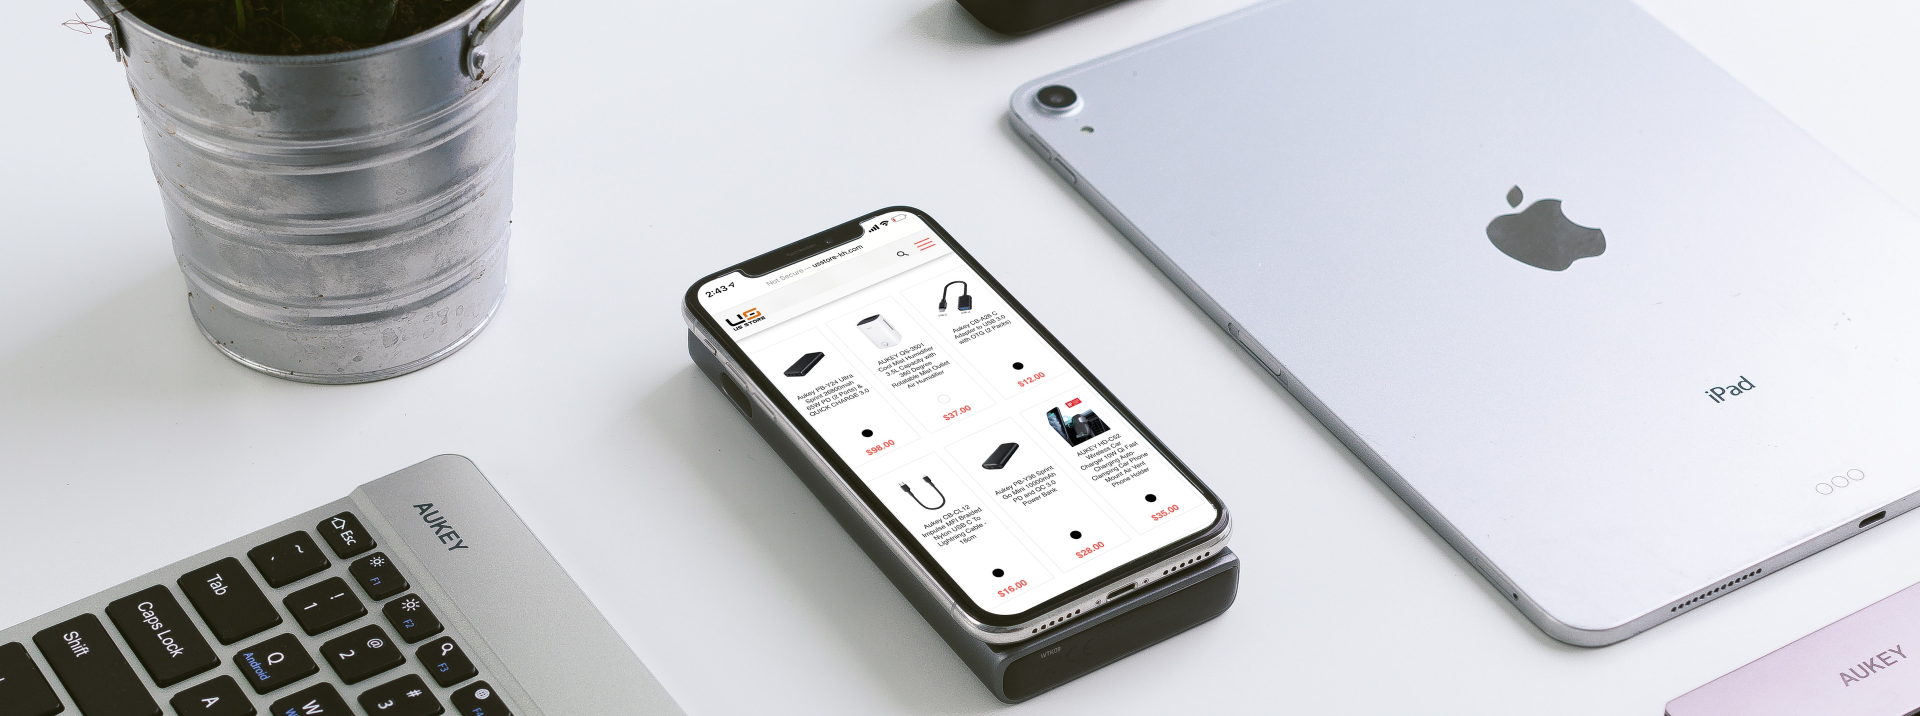 2:43
Not Secure — usstore-kh.com
US STORE
Aukey PB-Y24 Ultra
Sprint 26800mah
65W PD (2 Ports) &
QUICK CHARGE 3.0
$98.00
AUKEY QS-3501
Cool Mist Humidifier
3.5L Capacity with
360 Degree
Rotatable Mist Outlet
Air Humidifier
$37.00
Aukey CB-A28 C
Adapter to USB 3.0
with OTG (2 Packs)
$12.00
Aukey CB-CL12
Impulse MFI Braided
Nylon USB C To
Lightning Cable -
18cm
$16.00
Aukey PB-Y36 Sprint
Go Mini 10000mAh
PD and QC 3.0
Power Bank
$28.00
AUKEY HD-C52
Wireless Car
Charger 10W Qi Fast
Charging Auto-
Clamping Car Phone
Mount Air Vent
Phone Holder
$35.00
AUKEY
Esc
~
F1
Tab
!
1
F2
Caps Lock
Q
Android
@
2
F3
Shift
A
W
#
3
F4
iPad
AUKEY